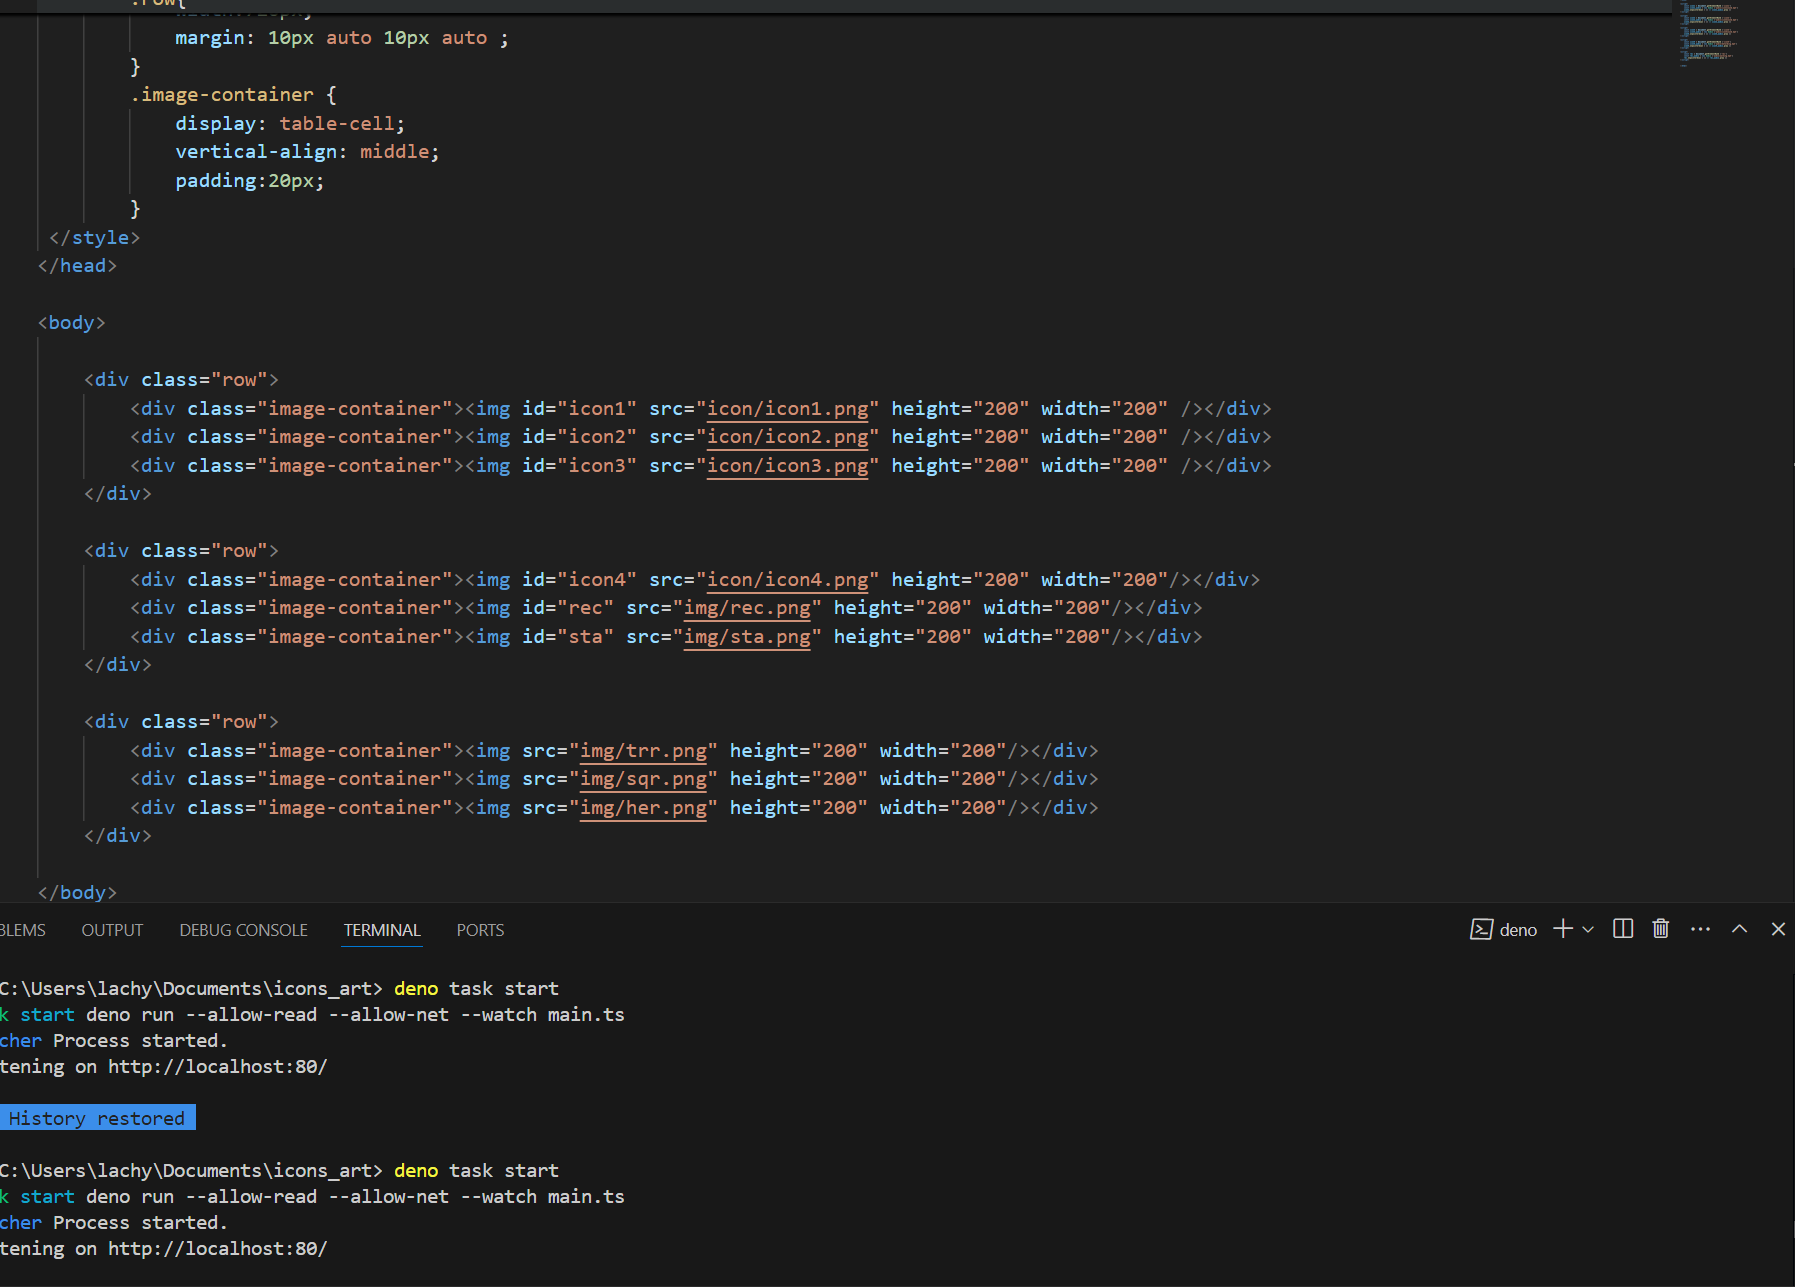 .row{
margin: 10px auto 10px auto ;
}
.image-container {
display: table-cell;
vertical-align: middle;
padding:20px;
}
</style>
</head>
<body>
<div class="row">
<div class="image-container"><img id="icon1" src="icon/icon1.png" height="200" width="200" /></div>
<div class="image-container"><img id="icon2" src="icon/icon2.png" height="200" width="200" /></div>
<div class="image-container"><img id="icon3" src="icon/icon3.png" height="200" width="200" /></div>
</div>
<div class="row">
<div class="image-container"><img id="icon4" src="icon/icon4.png" height="200" width="200"/></div>
<div class="image-container"><img id="rec" src="img/rec.png" height="200" width="200"/></div>
<div class="image-container"><img id="sta" src="img/sta.png" height="200" width="200"/></div>
</div>
<div class="row">
<div class="image-container"><img src="img/trr.png" height="200" width="200"/></div>
<div class="image-container"><img src="img/sqr.png" height="200" width="200"/></div>
<div class="image-container"><img src="img/her.png" height="200" width="200"/></div>
</div>
</body>
BLEMS OUTPUT DEBUG CONSOLE TERMINAL PORTS deno
C:\Users\lachy\Documents\icons_art> deno task start
k start deno run --allow-read --allow-net --watch main.ts
cher Process started.
tening on http://localhost:80/
History restored
C:\Users\lachy\Documents\icons_art> deno task start
k start deno run --allow-read --allow-net --watch main.ts
cher Process started.
tening on http://localhost:80/